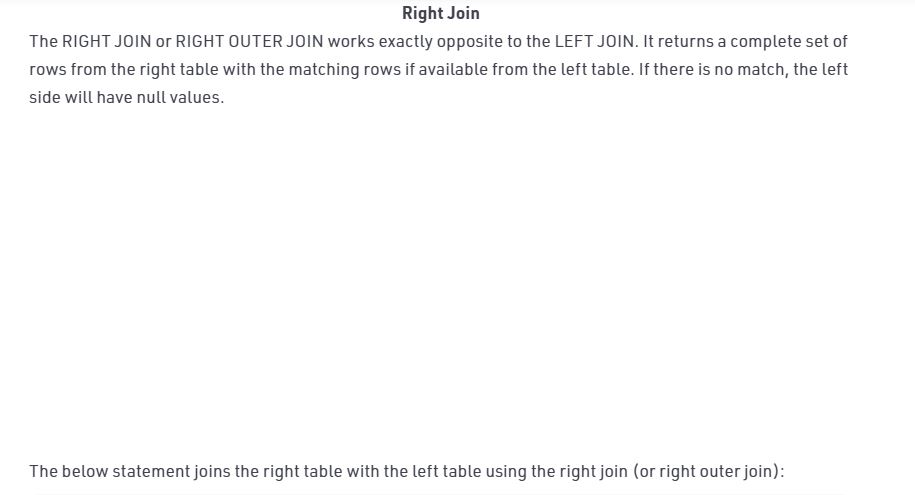 Right Join
The RIGHT JOIN or RIGHT OUTER JOIN works exactly opposite to the LEFT JOIN. It returns a complete set of
rows from the right table with the matching rows if available from the left table. If there is no match, the left
side will have null values.
The below statement joins the right table with the left table using the right join (or right outer join):